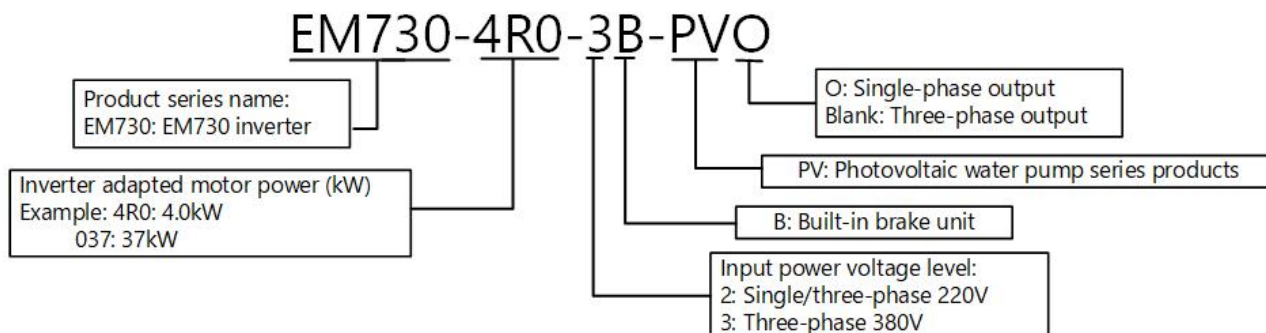 EM730-4R0-3B-PVO
Product series name:
EM730: EM730 inverter
O: Single-phase output
Blank: Three-phase output
PV: Photovoltaic water pump series products
Inverter adapted motor power (kW)
Example: 4R0: 4.0kW
037: 37kW
B: Built-in brake unit
Input power voltage level:
2: Single/three-phase 220V
3: Three-phase 380V